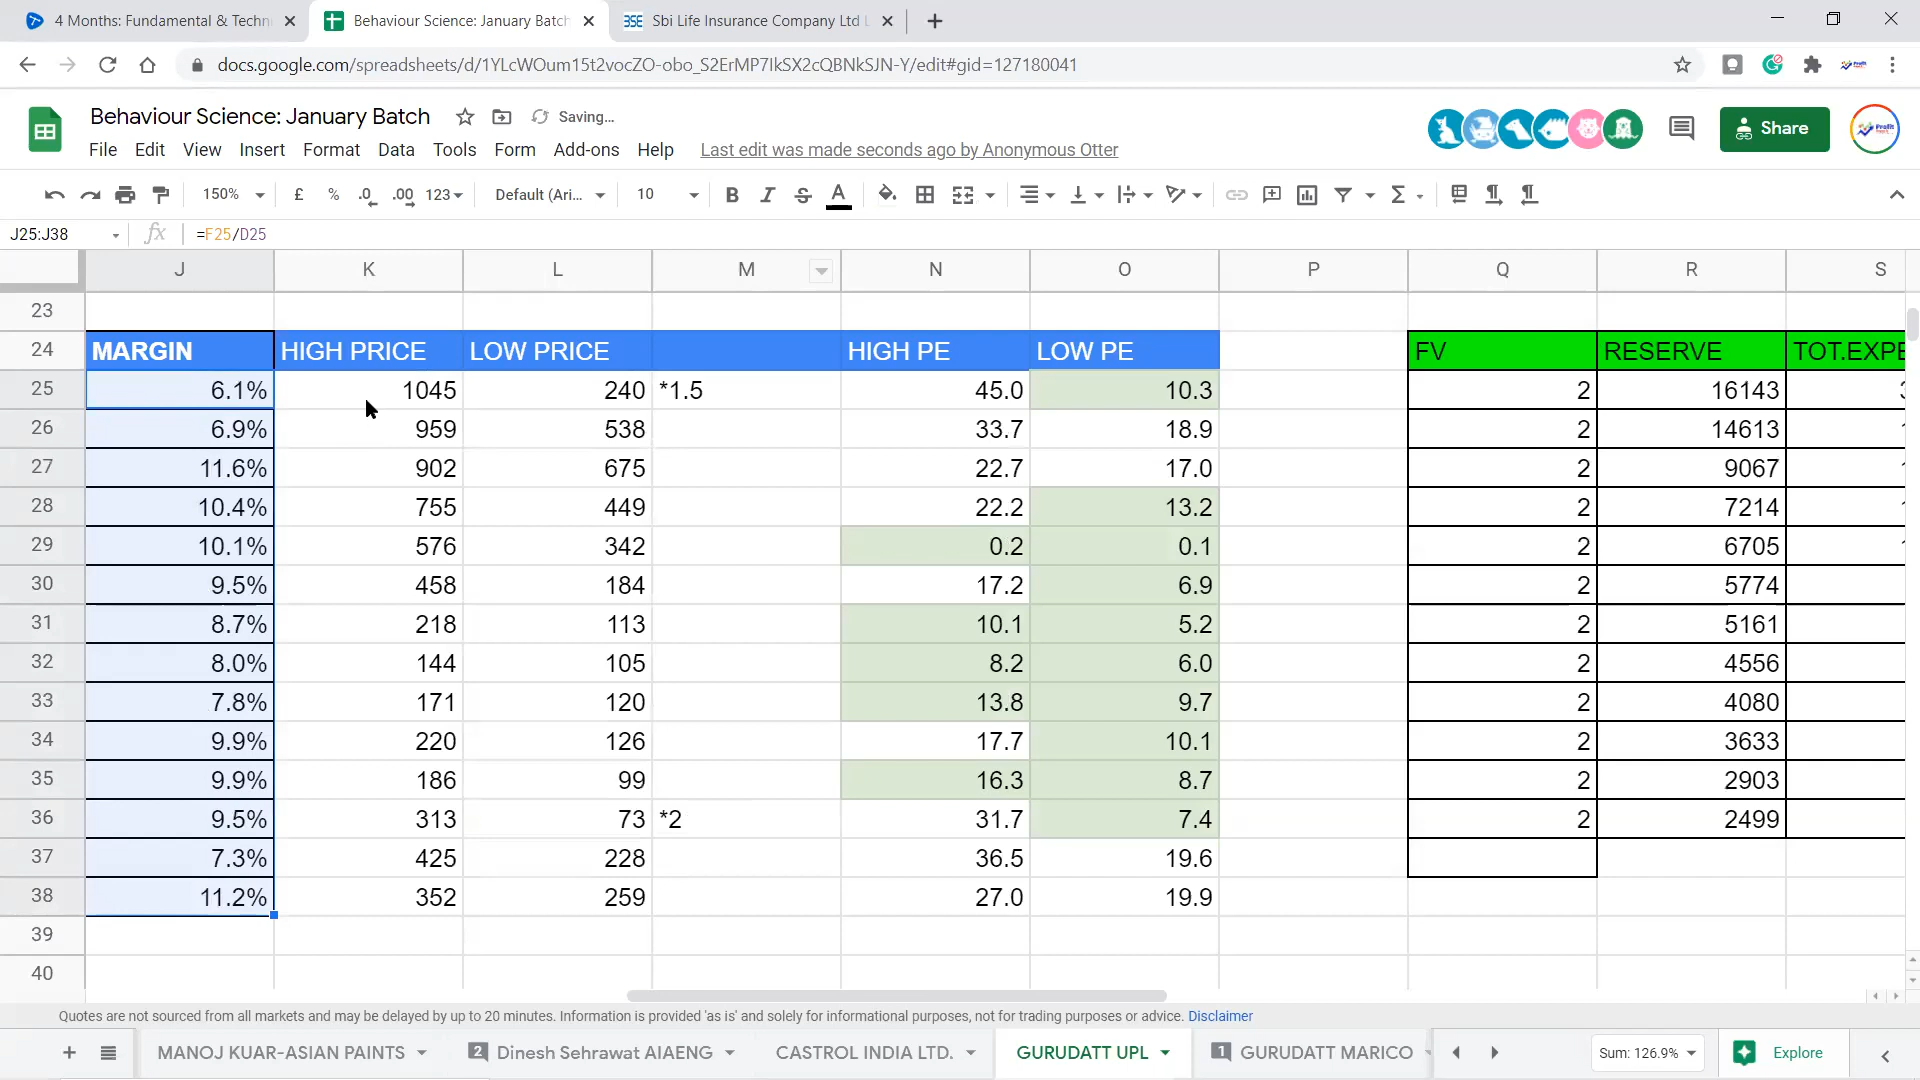 4 Months: Fundamental & Techn
Behaviour Science: January Batch
BSE Sbi Life Insurance Company Ltd
docs.google.com/spreadsheets/d/1YLcWOum15t2vocZO-obo_S2ErMP7IkSX2cQBNkSJN-Y/edit#gid=127180041
Behaviour Science: January Batch Saving...
Share
File Edit View Insert Format Data Tools Form Add-ons Help Last edit was made seconds ago by Anonymous Otter
150% £ % .0 .00 123 Default (Ari... 10 B I S A
J25:J38 fx =F25/D25
J K L M N O P Q R S
23
24 MARGIN HIGH PRICE LOW PRICE HIGH PE LOW PE FV RESERVE TOT.EXPE
25 6.1% 1045 240 *1.5 45.0 10.3 2 16143
26 6.9% 959 538 33.7 18.9 2 14613
27 11.6% 902 675 22.7 17.0 2 9067
28 10.4% 755 449 22.2 13.2 2 7214
29 10.1% 576 342 0.2 0.1 2 6705
30 9.5% 458 184 17.2 6.9 2 5774
31 8.7% 218 113 10.1 5.2 2 5161
32 8.0% 144 105 8.2 6.0 2 4556
33 7.8% 171 120 13.8 9.7 2 4080
34 9.9% 220 126 17.7 10.1 2 3633
35 9.9% 186 99 16.3 8.7 2 2903
36 9.5% 313 73 *2 31.7 7.4 2 2499
37 7.3% 425 228 36.5 19.6
38 11.2% 352 259 27.0 19.9
39
40
Quotes are not sourced from all markets and may be delayed by up to 20 minutes. Information is provided 'as is' and solely for informational purposes, not for trading purposes or advice. Disclaimer
MANOJ KUAR-ASIAN PAINTS 2 Dinesh Sehrawat AIAENG CASTROL INDIA LTD. GURUDATT UPL 1 GURUDATT MARICO Sum: 126.9% Explore